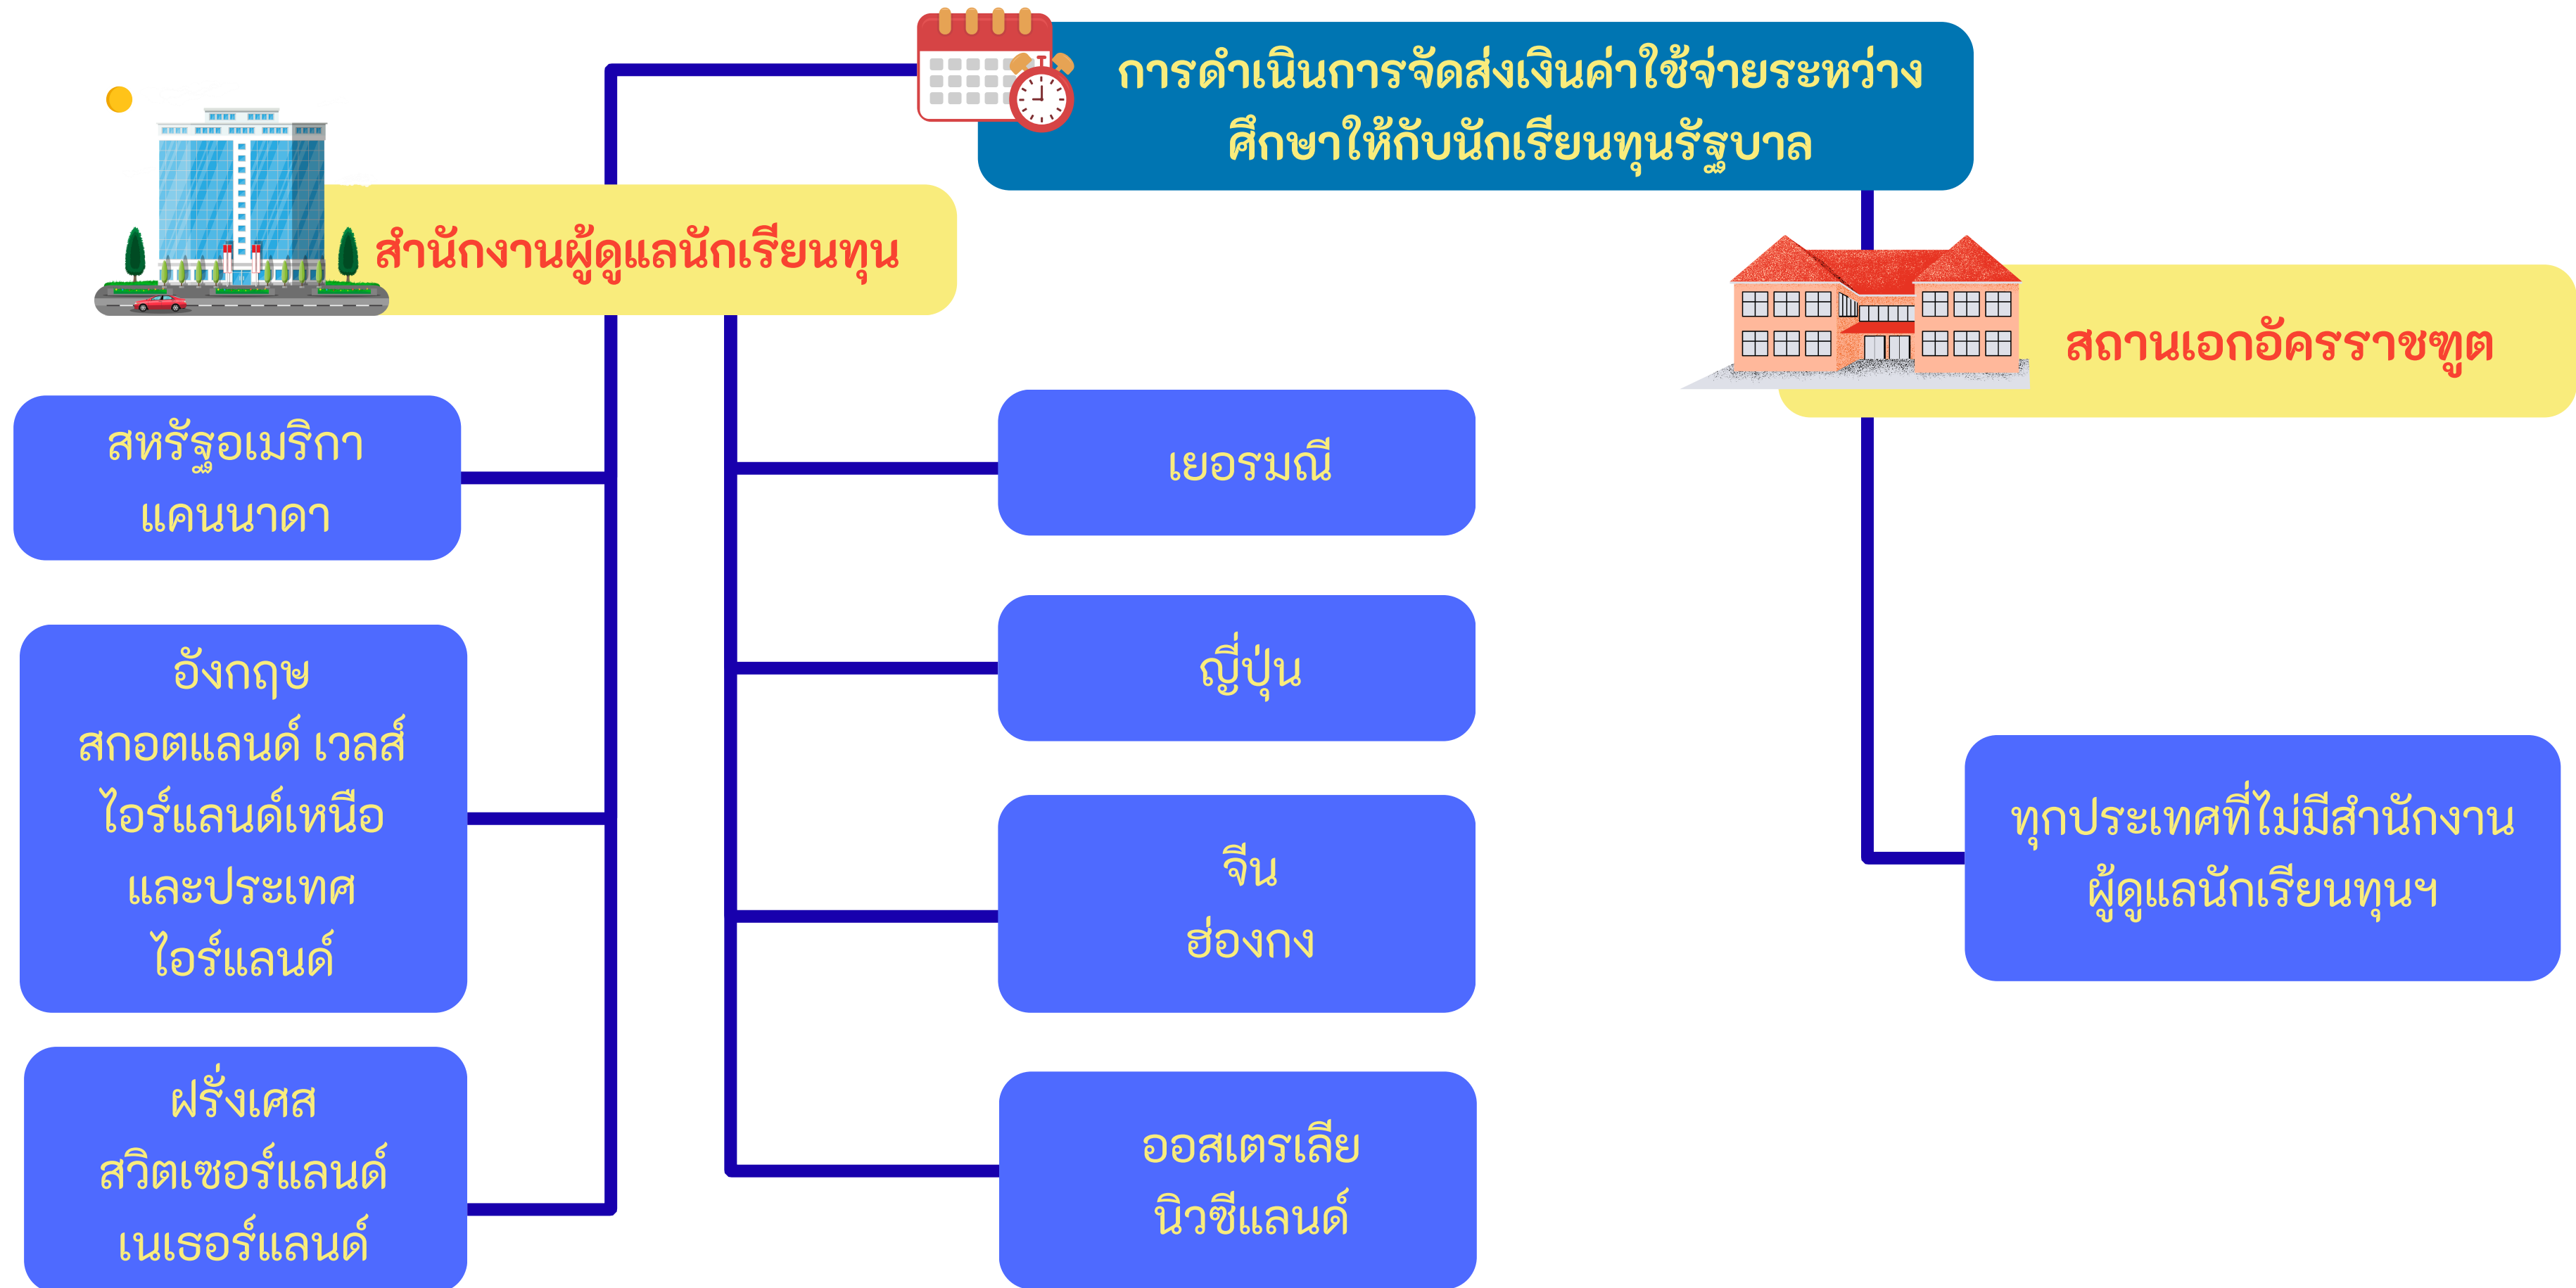 การดำเนินการจัดส่งเงินค่าใช้จ่ายระหว่าง
ศึกษาให้กับนักเรียนทุนรัฐบาล
สำนักงานผู้ดูแลนักเรียนทุน
สหรัฐอเมริกา
แคนนาดา
อังกฤษ
สกอตแลนด์ เวลส์
ไอร์แลนด์เหนือ
และประเทศ
ไอร์แลนด์
ฝรั่งเศส
สวิตเซอร์แลนด์
เนเธอร์แลนด์
เยอรมณี
ญี่ปุ่น
จีน
ฮ่องกง
ออสเตรเลีย
นิวซีแลนด์
สถานเอกอัครราชฑูต
ทุกประเทศที่ไม่มีสำนักงาน
ผู้ดูแลนักเรียนทุนฯ